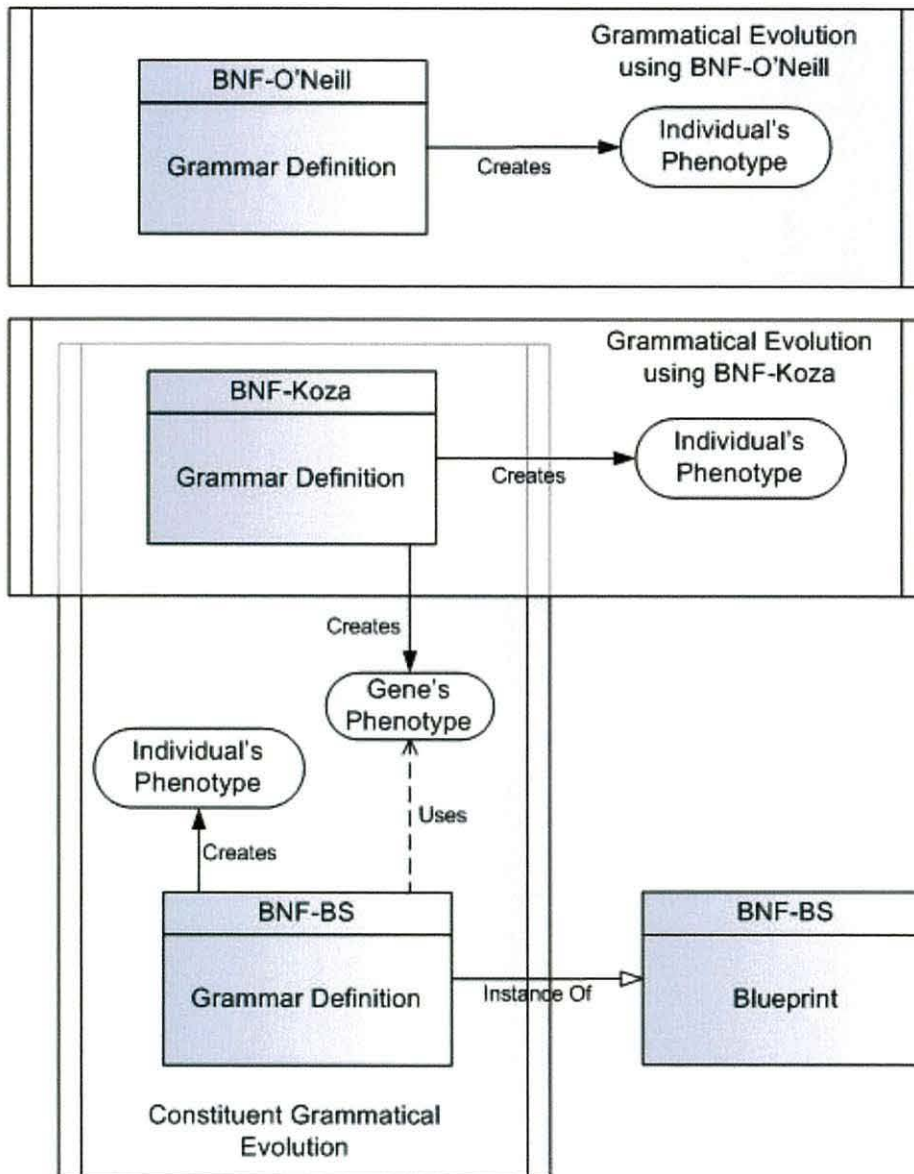 Grammatical Evolution
using BNF-O'Neill
BNF-O'Neill
Grammar Definition
Creates
Individual's
Phenotype
Grammatical Evolution
using BNF-Koza
BNF-Koza
Grammar Definition
Creates
Individual's
Phenotype
Creates
Gene's
Phenotype
Individual's
Phenotype
Uses
Creates
BNF-BS
Grammar Definition
Instance Of
BNF-BS
Blueprint
Constituent Grammatical
Evolution